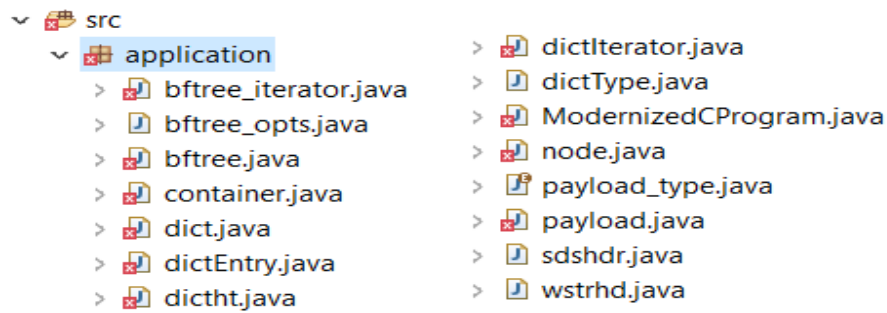 src
application
bftree_iterator.java
bftree_opts.java
bftree.java
container.java
dict.java
dictEntry.java
dictht.java
dictIterator.java
dictType.java
ModernizedCProgram.java
node.java
payload_type.java
payload.java
sdshdr.java
wstrhd.java